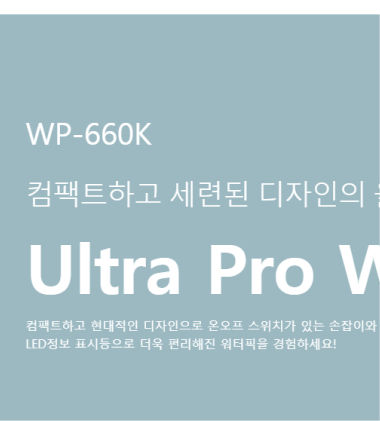 WP-660K
컴팩트하고 세련된 디자인의
Ultra Pro W
컴팩트하고 현대적인 디자인으로 온오프 스위치가 있는 손잡이와
LED정보 표시등으로 더욱 편리해진 워터픽을 경험하세요!